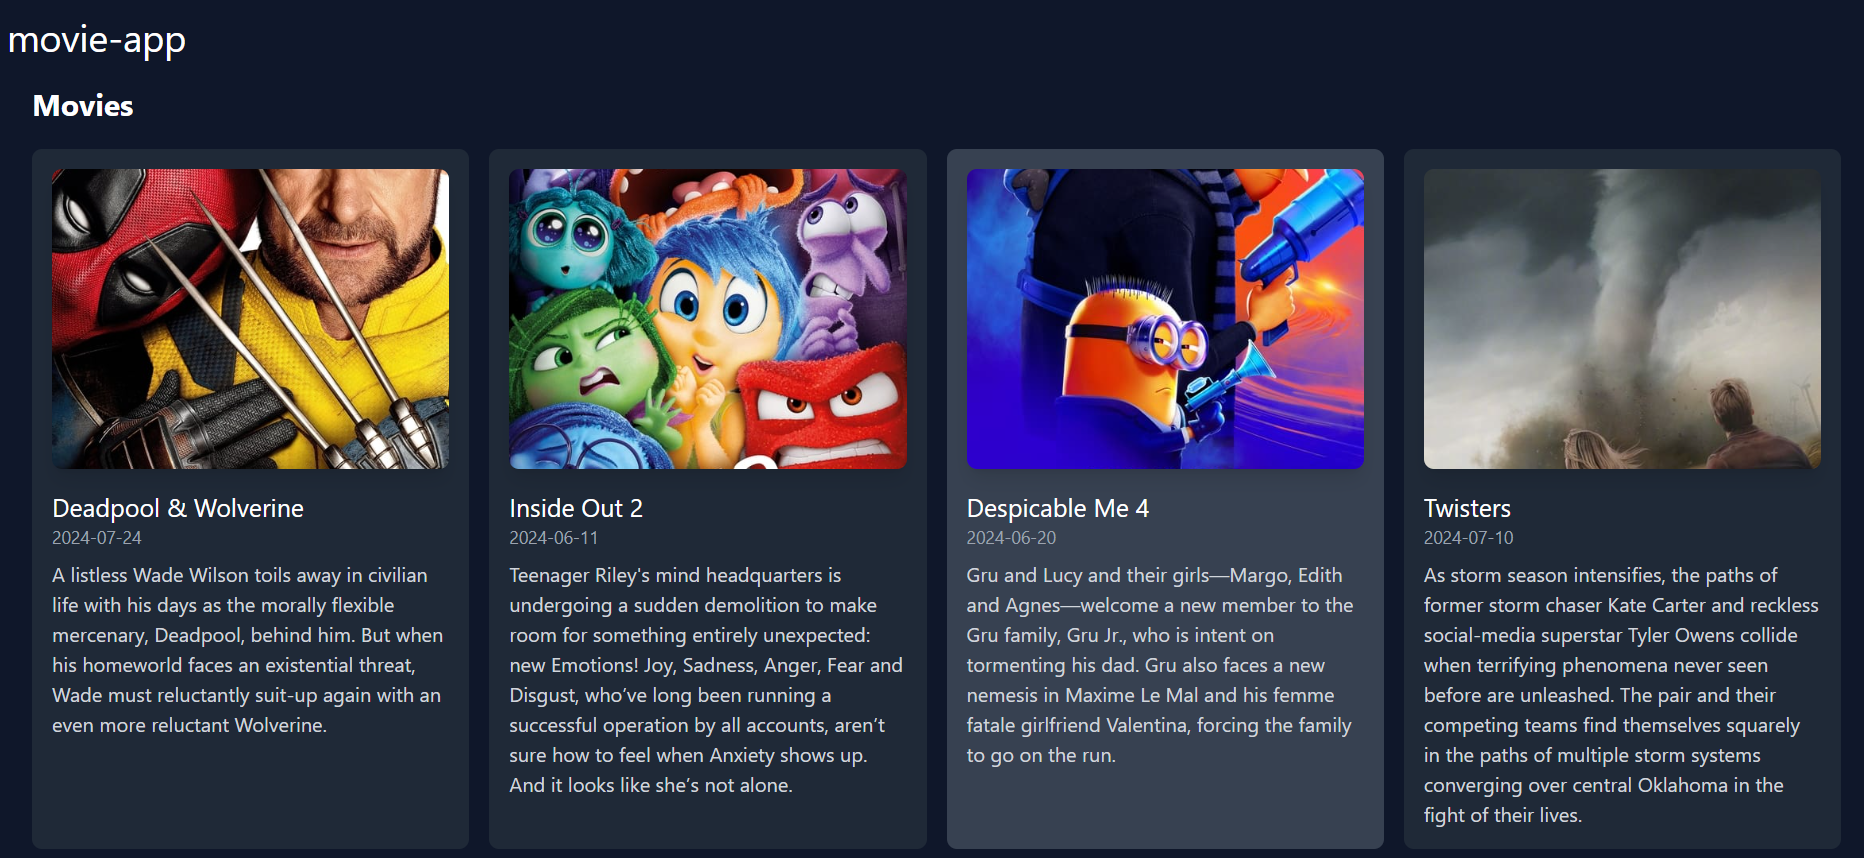 movie-app
Movies
Deadpool & Wolverine
2024-07-24
A listless Wade Wilson toils away in civilian
life with his days as the morally flexible
mercenary, Deadpool, behind him. But when
his homeworld faces an existential threat,
Wade must reluctantly suit-up again with an
even more reluctant Wolverine.
Inside Out 2
2024-06-11
Teenager Riley's mind headquarters is
undergoing a sudden demolition to make
room for something entirely unexpected:
new Emotions! Joy, Sadness, Anger, Fear and
Disgust, who’ve long been running a
successful operation by all accounts, aren’t
sure how to feel when Anxiety shows up.
And it looks like she’s not alone.
Despicable Me 4
2024-06-20
Gru and Lucy and their girls—Margo, Edith
and Agnes—welcome a new member to the
Gru family, Gru Jr., who is intent on
tormenting his dad. Gru also faces a new
nemesis in Maxime Le Mal and his femme
fatale girlfriend Valentina, forcing the family
to go on the run.
Twisters
2024-07-10
As storm season intensifies, the paths of
former storm chaser Kate Carter and reckless
social-media superstar Tyler Owens collide
when terrifying phenomena never seen
before are unleashed. The pair and their
competing teams find themselves squarely
in the paths of multiple storm systems
converging over central Oklahoma in the
fight of their lives.